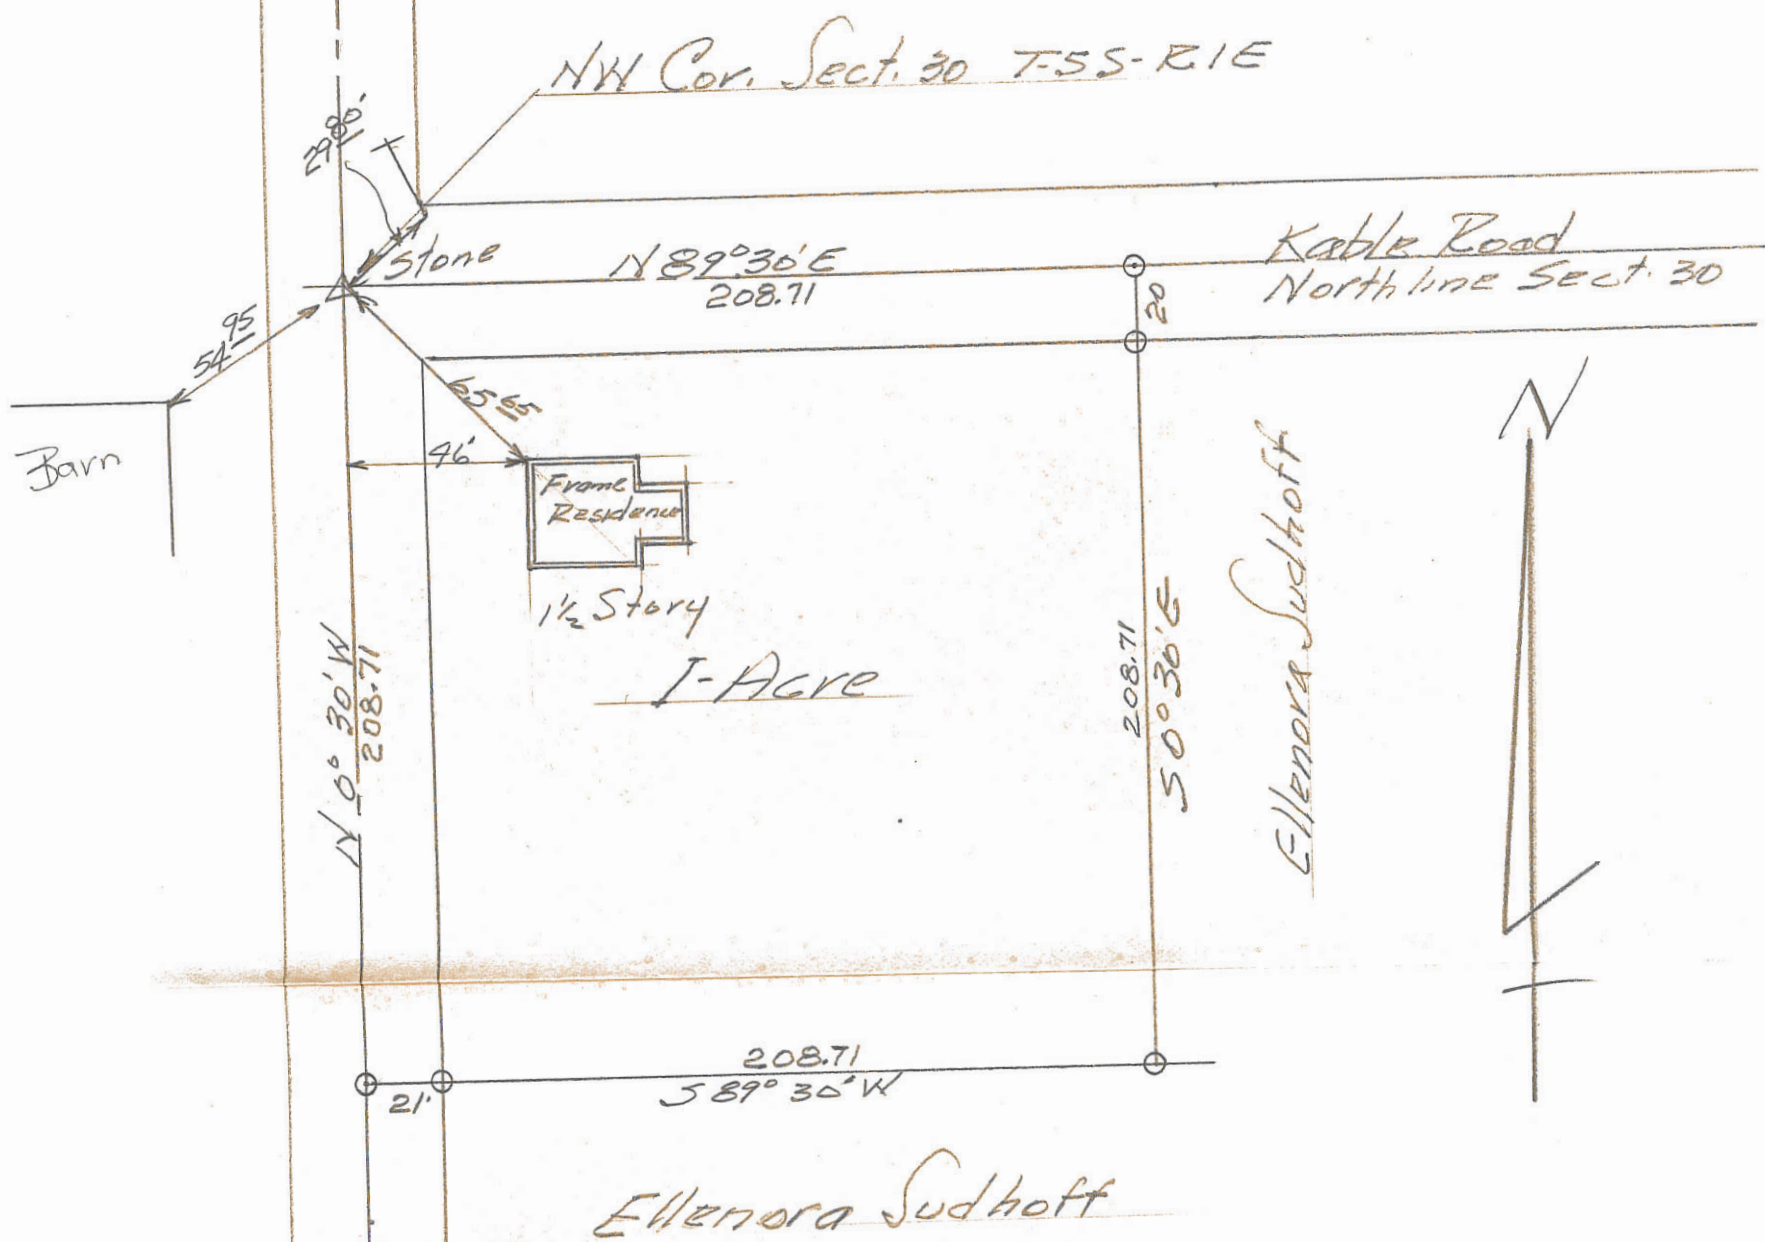 NW Cor. Sect. 30 T-5S-R1E
29 80'
Stone
N 89° 30' E
208.71
Kable Road
North line Sect. 30
20
54 95
65 65
Barn
46'
Frame
Residence
1½ Story
1-Acre
N 0° 30' W
208.71
208.71
S 0° 30' E
Ellenora Sudhoff
N
208.71
S 89° 30' W
21'
Ellenora Sudhoff